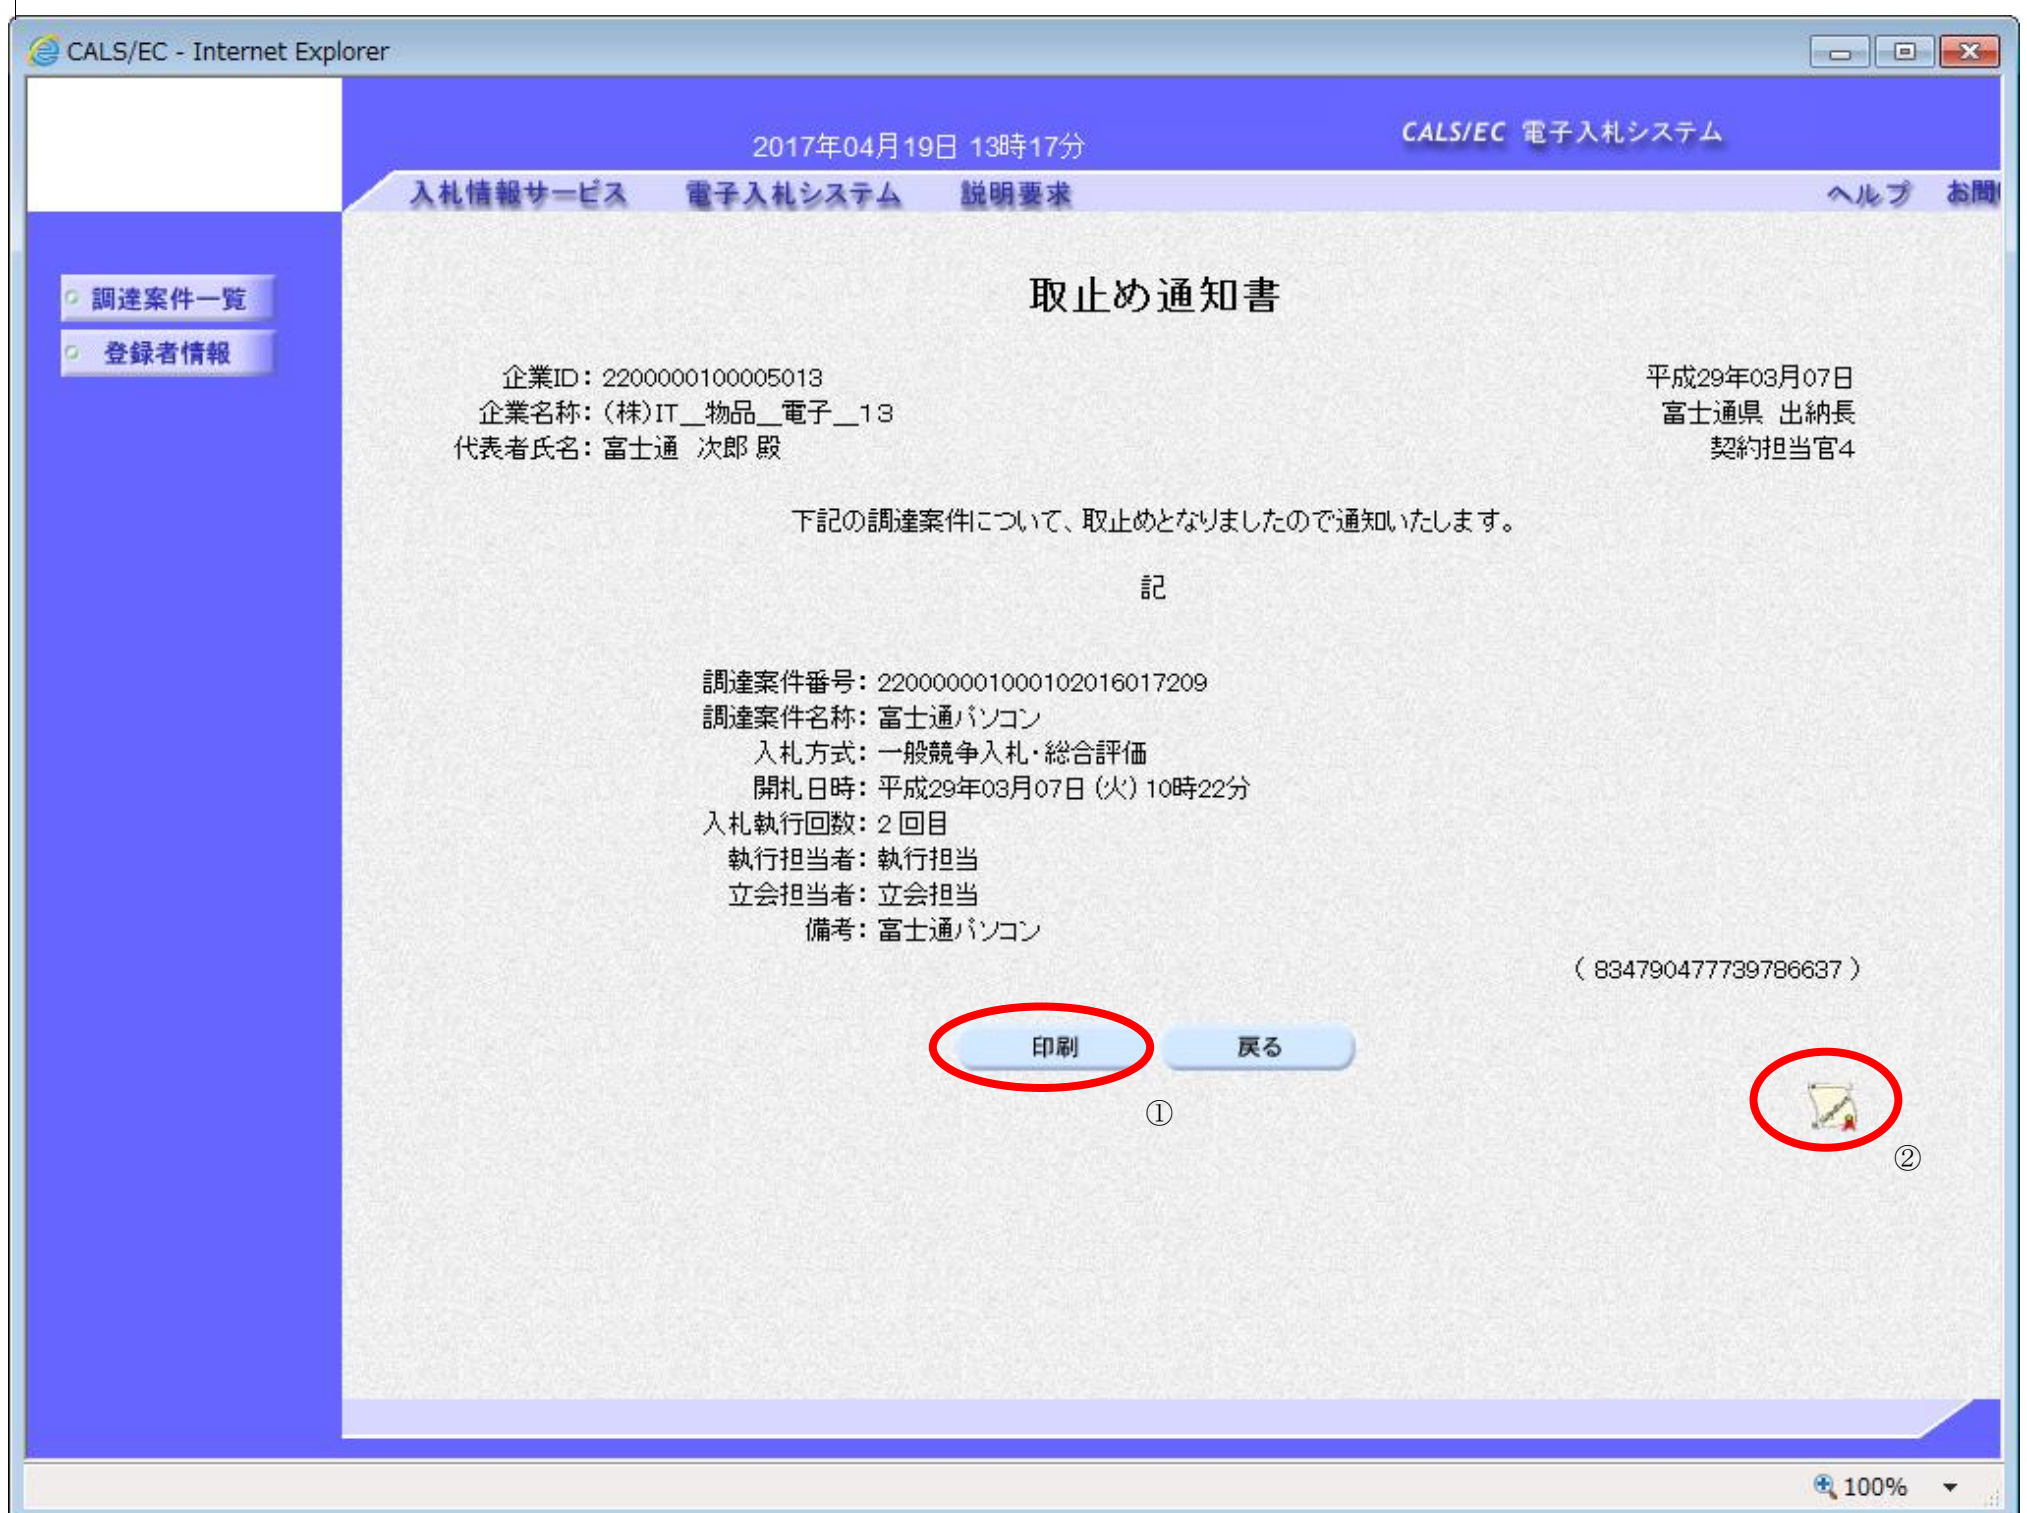 CALS/EC - Internet Explorer
2017年04月19日 13時17分
CALS/EC 電子入札システム
入札情報サービス 電子入札システム 説明要求 ヘルプ お問
調達案件一覧
登録者情報
取止め通知書
企業ID：2200000100005013
企業名称：(株)IT__物品__電子__13
代表者氏名：富士通 次郎 殿
平成29年03月07日
富士通県 出納長
契約担当官4
下記の調達案件について、取止めとなりましたので通知いたします。
記
調達案件番号：220000001000102016017209
調達案件名称：富士通パソコン
入札方式：一般競争入札・総合評価
開札日時：平成29年03月07日（火）10時22分
入札執行回数：2 回目
執行担当者：執行担当
立会担当者：立会担当
備考：富士通パソコン
（ 834790477739786637 ）
印刷 戻る
①
②
100%